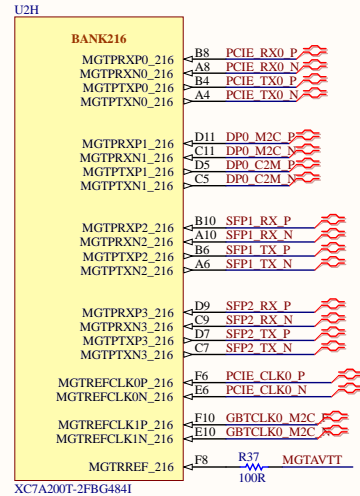 U2H
BANK216
MGTPRXP0_216 B8 PCIE_RX0_P
MGTPRXN0_216 A8 PCIE_RX0_N
MGTPTXP0_216 B4 PCIE_TX0_P
MGTPTXN0_216 A4 PCIE_TX0_N
MGTPRXP1_216 D11 DP0_M2C_P
MGTPRXN1_216 C11 DP0_M2C_N
MGTPTXP1_216 D5 DP0_C2M_P
MGTPTXN1_216 C5 DP0_C2M_N
MGTPRXP2_216 B10 SFP1_RX_P
MGTPRXN2_216 A10 SFP1_RX_N
MGTPTXP2_216 B6 SFP1_TX_P
MGTPTXN2_216 A6 SFP1_TX_N
MGTPRXP3_216 D9 SFP2_RX_P
MGTPRXN3_216 C9 SFP2_RX_N
MGTPTXP3_216 D7 SFP2_TX_P
MGTPTXN3_216 C7 SFP2_TX_N
MGTREFCLK0P_216 F6 PCIE_CLK0_P
MGTREFCLK0N_216 E6 PCIE_CLK0_N
MGTREFCLK1P_216 F10 GBTCLK0_M2C_P
MGTREFCLK1N_216 E10 GBTCLK0_M2C_N
MGTRREF_216 F8 R37 MGTAVTT
100R
XC7A200T-2FBG484I